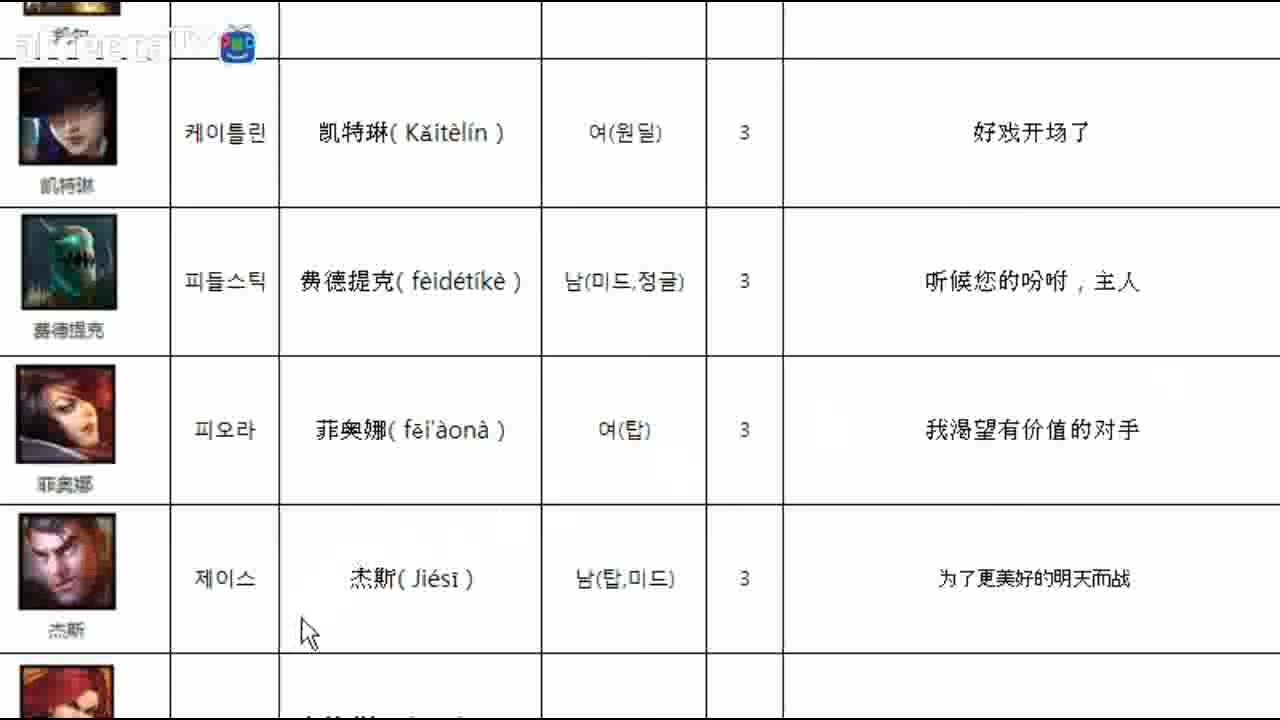 케이틀린 凯特琳( Kǎitèlín ) 여(원딜) 3 好戏开场了
凯特琳
피들스틱 费德提克( fèidétíkè ) 남(미드,정글) 3 听候您的吩咐，主人
费德提克
피오라 菲奥娜( fēi'àonà ) 여(탑) 3 我渴望有价值的对手
菲奥娜
제이스 杰斯( Jiésī ) 남(탑,미드) 3 为了更美好的明天而战
杰斯